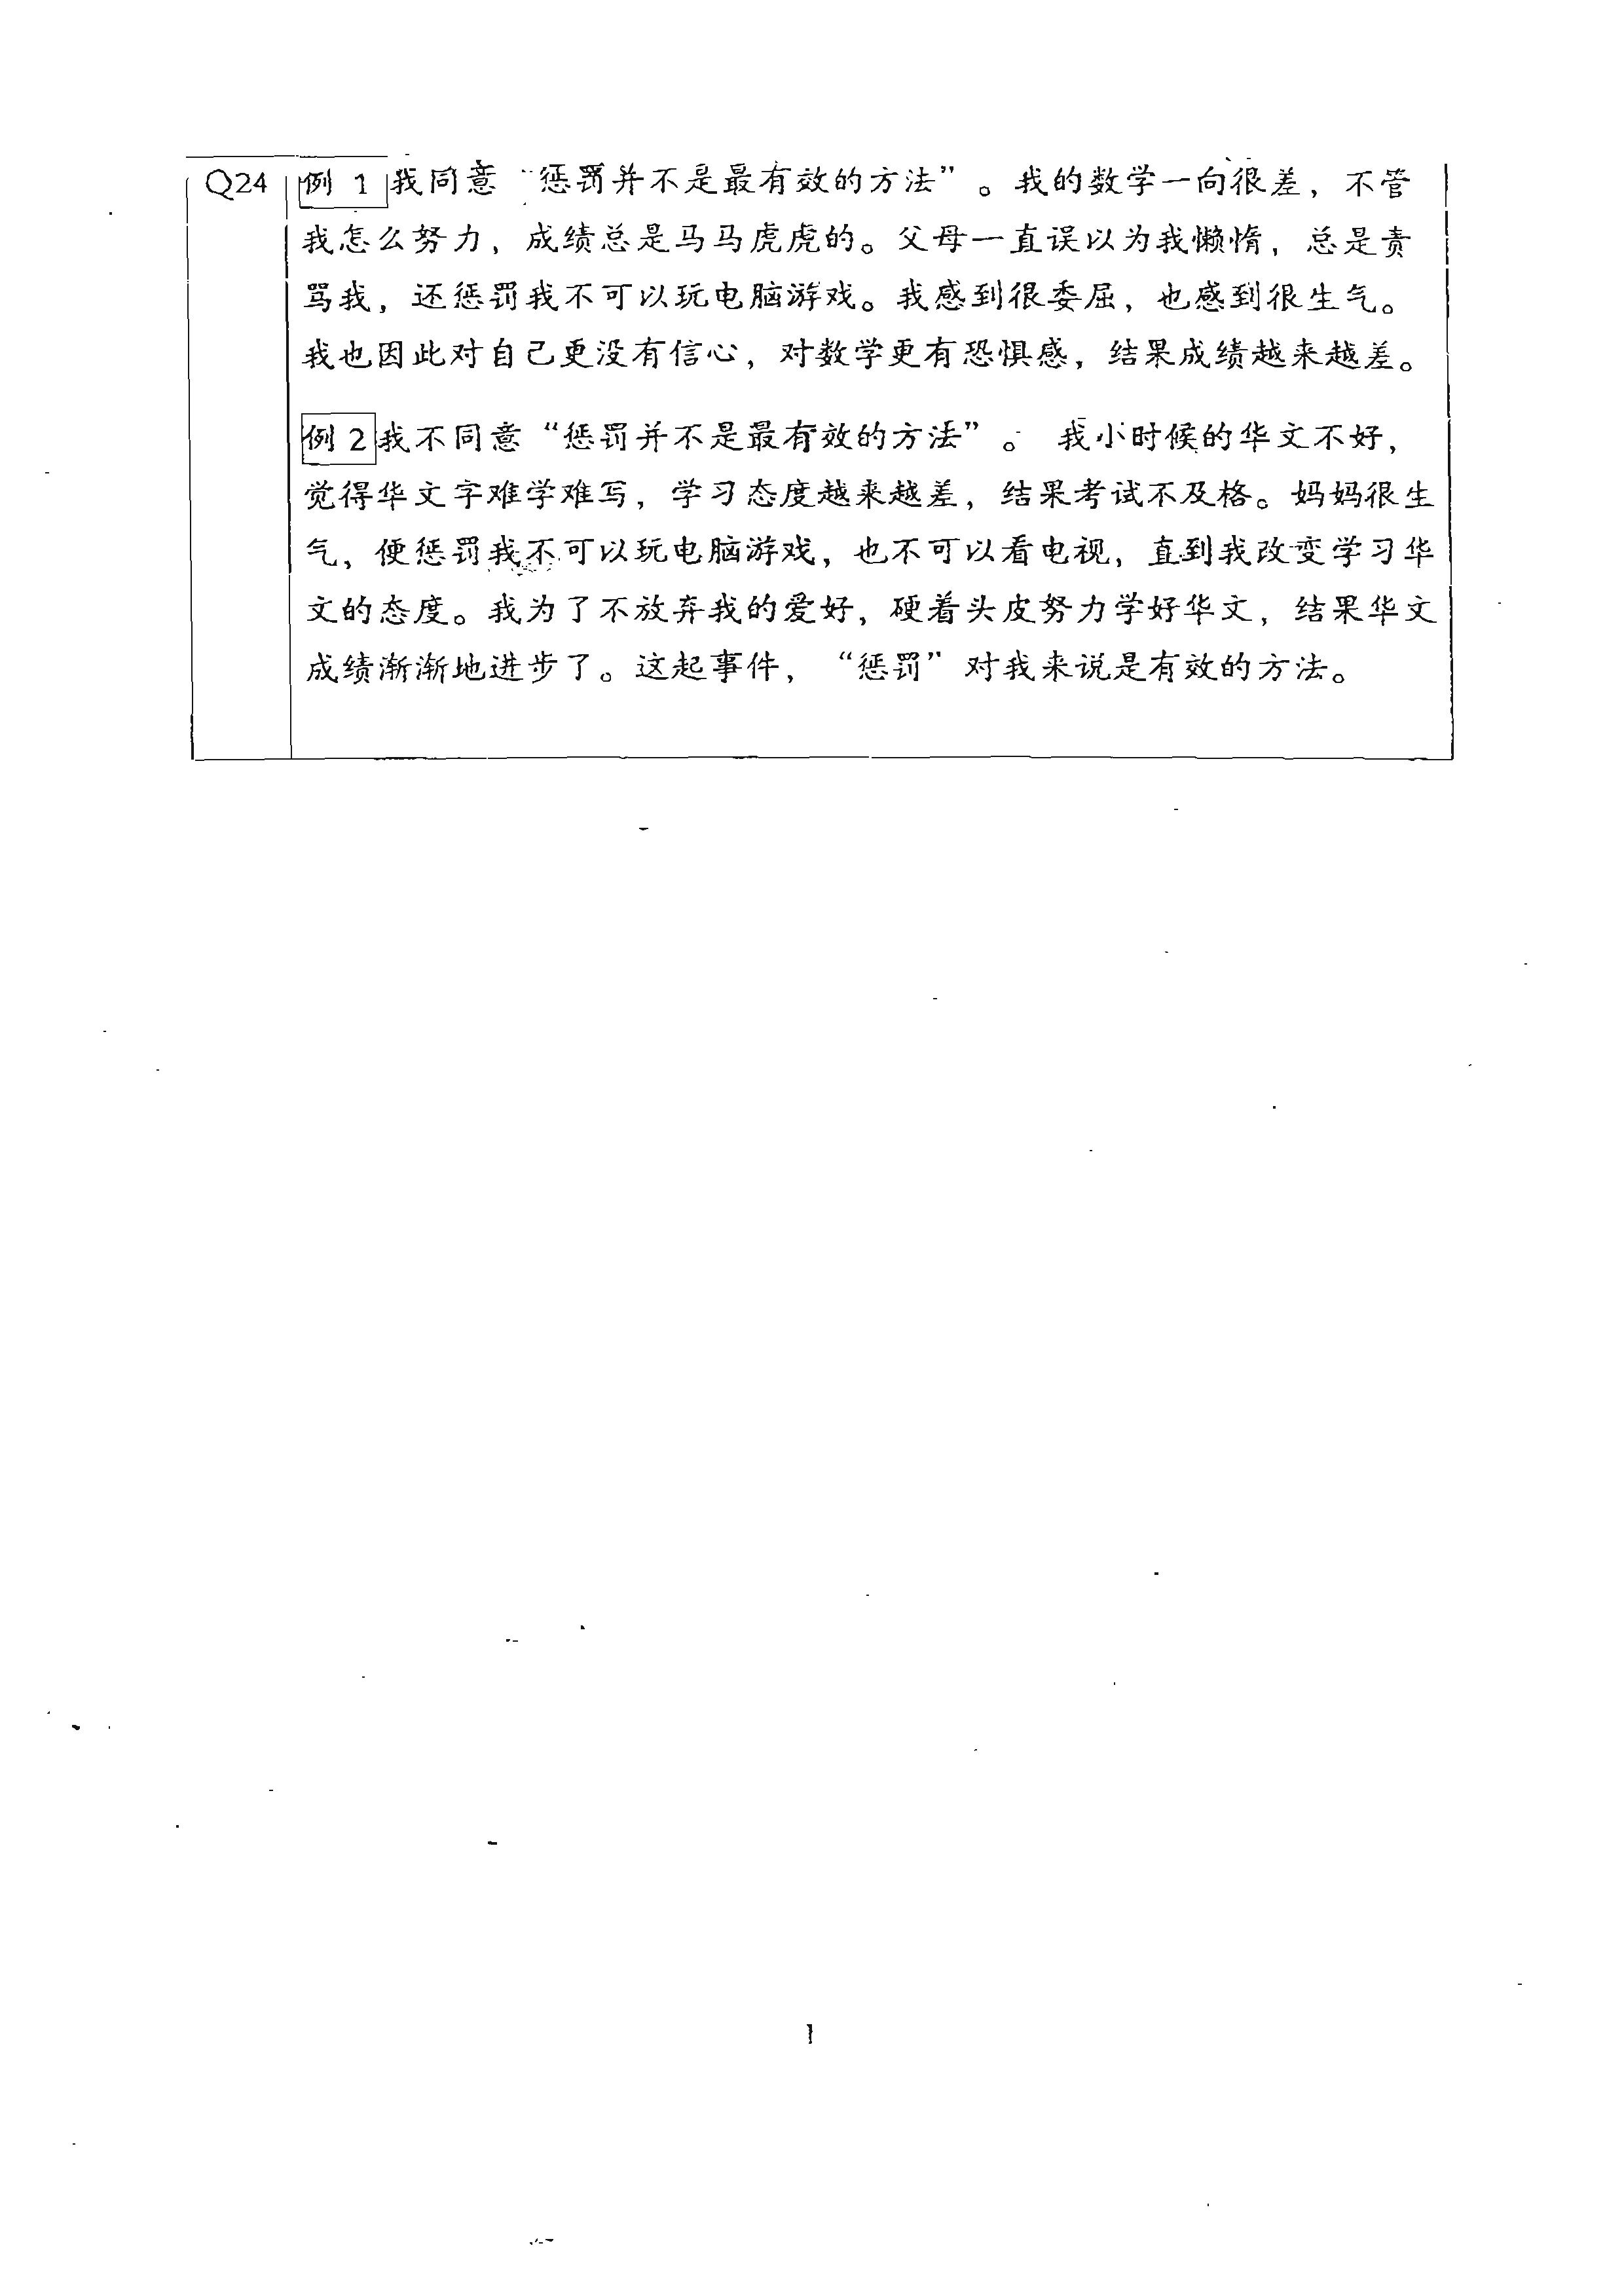 Q24 例 1 我同意 “惩罚并不是最有效的方法” 。我的数学一向很差，不管
我怎么努力，成绩总是马马虎虎的。父母一直误以为我懒惰，总是责
骂我，还惩罚我不可以玩电脑游戏。我感到很委屈，也感到很生气。
我也因此对自己更没有信心，对数学更有恐惧感，结果成绩越来越差。
例 2 我不同意“惩罚并不是最有效的方法” 。 我小时候的华文不好，
觉得华文字难学难写，学习态度越来越差，结果考试不及格。妈妈很生
气，便惩罚我不可以玩电脑游戏，也不可以看电视，直到我改变学习华
文的态度。我为了不放弃我的爱好，硬着头皮努力学好华文，结果华文
成绩渐渐地进步了。这起事件，“惩罚”对我来说是有效的方法。
1